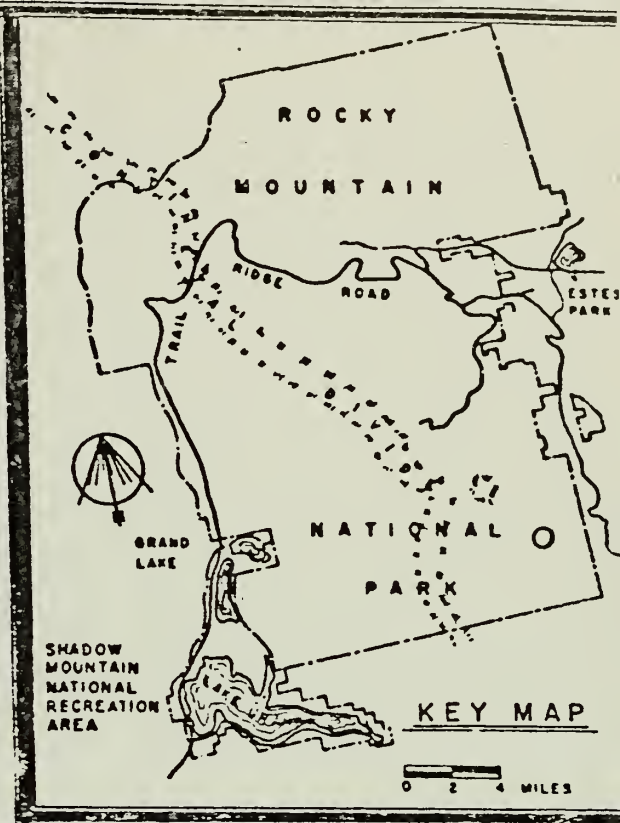 ROCKY
MOUNTAIN
RIDGE
ROAD
TRAIL
ESTES
PARK
DIVIDE
NATIONAL
PARK
GRAND
LAKE
SHADOW
MOUNTAIN
NATIONAL
RECREATION
AREA
KEY MAP
0 2 4 MILES